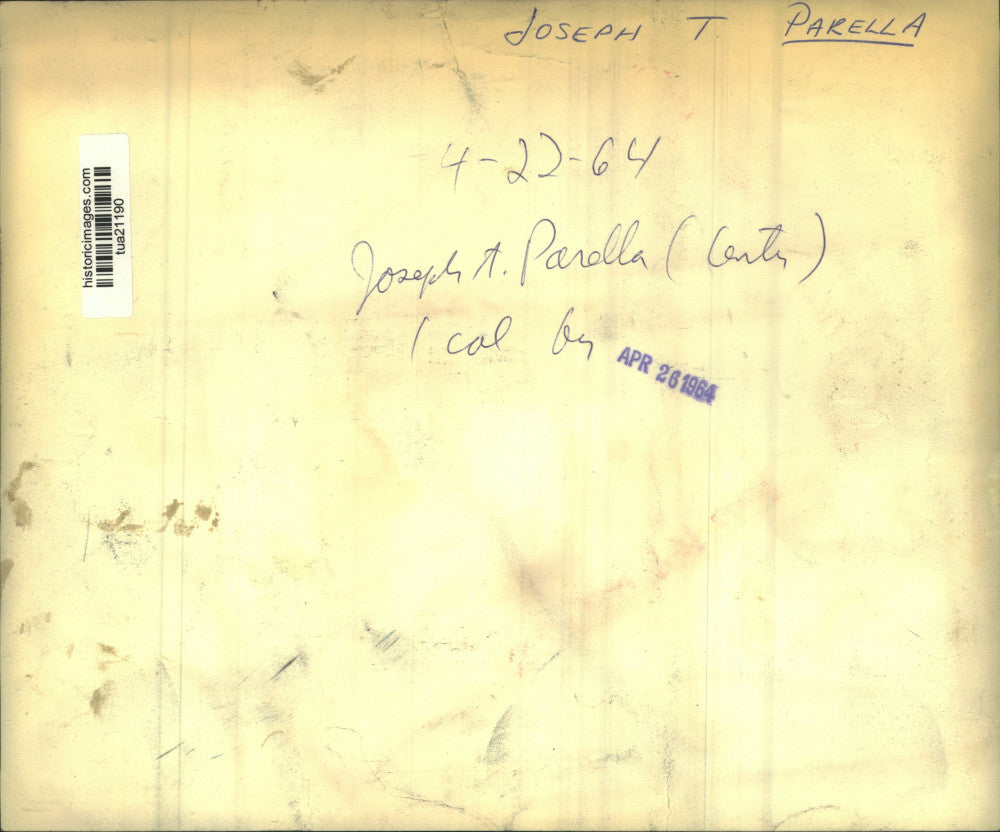 JOSEPH T PARELLA
4-22-64
Joseph T. Parella (Center)
1 col by
APR 26 1964
historicimages.com
tua21190